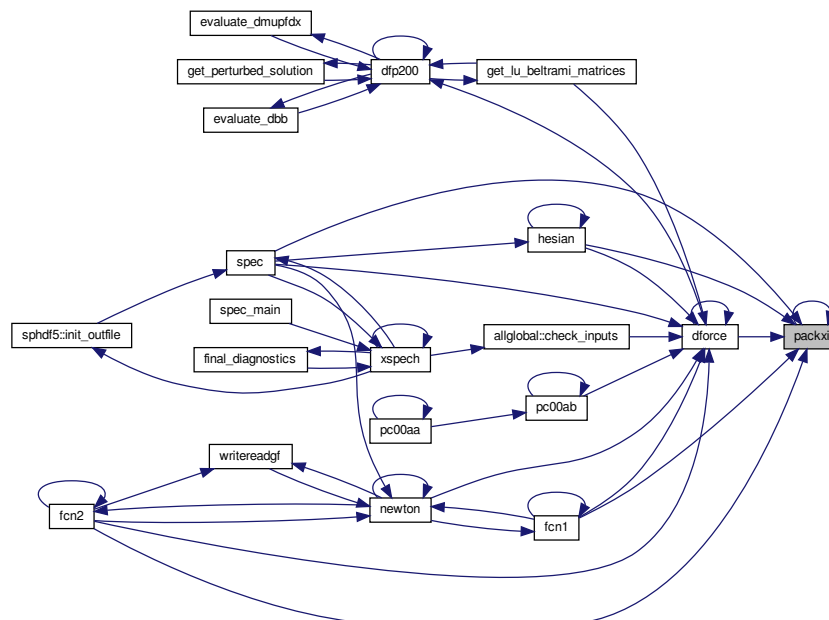 evaluate_dmupfdx
get_perturbed_solution
dfp200
get_lu_beltrami_matrices
evaluate_dbb
hesian
spec
spec_main
sphdf5::init_outfile
final_diagnostics
xspech
allglobal::check_inputs
dforce
packxi
pc00aa
pc00ab
writereadgf
fcn2
newton
fcn1